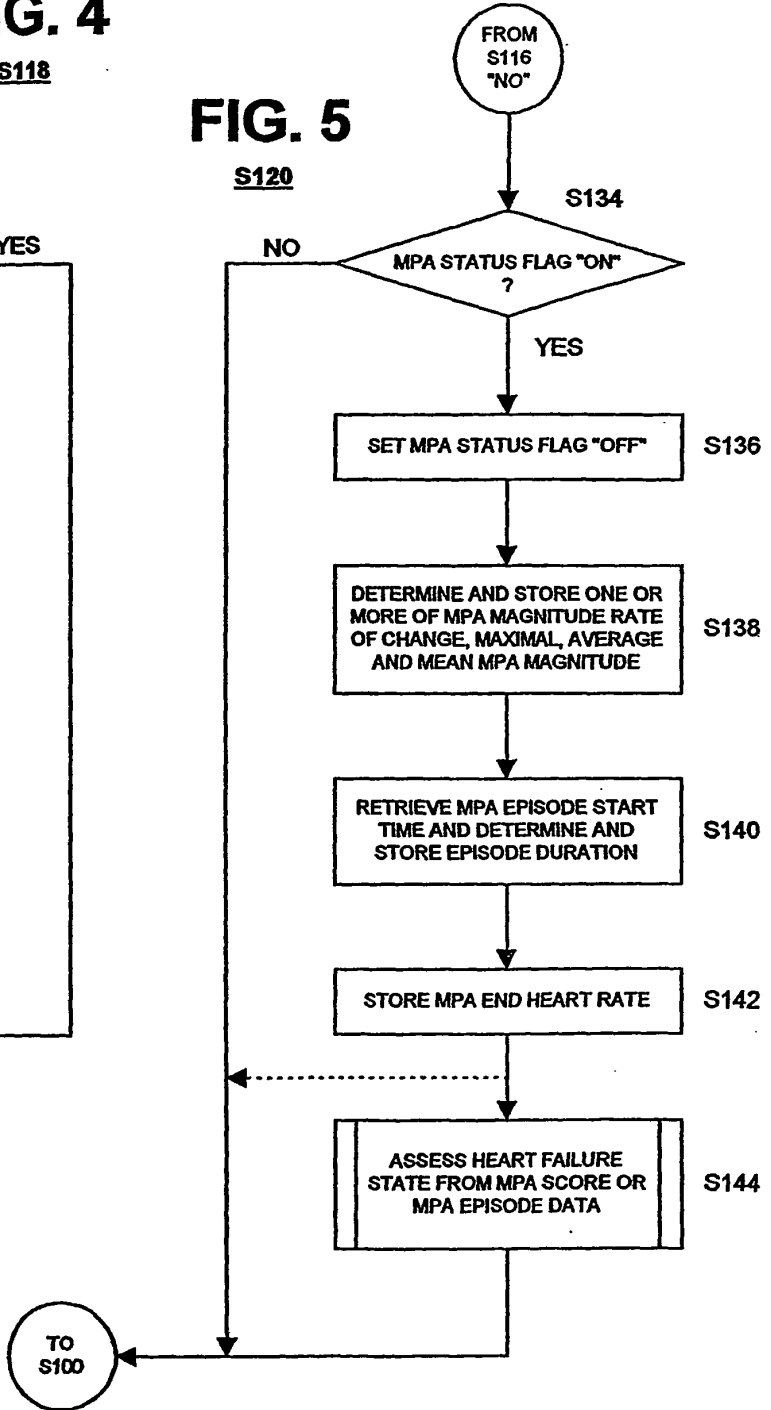 G. 4
S118
YES
FIG. 5
S120
FROM
S116
"NO"
S134
NO
MPA STATUS FLAG "ON"
?
YES
SET MPA STATUS FLAG "OFF"
S136
DETERMINE AND STORE ONE OR
MORE OF MPA MAGNITUDE RATE
OF CHANGE, MAXIMAL, AVERAGE
AND MEAN MPA MAGNITUDE
S138
RETRIEVE MPA EPISODE START
TIME AND DETERMINE AND
STORE EPISODE DURATION
S140
STORE MPA END HEART RATE
S142
ASSESS HEART FAILURE
STATE FROM MPA SCORE OR
MPA EPISODE DATA
S144
TO
S100